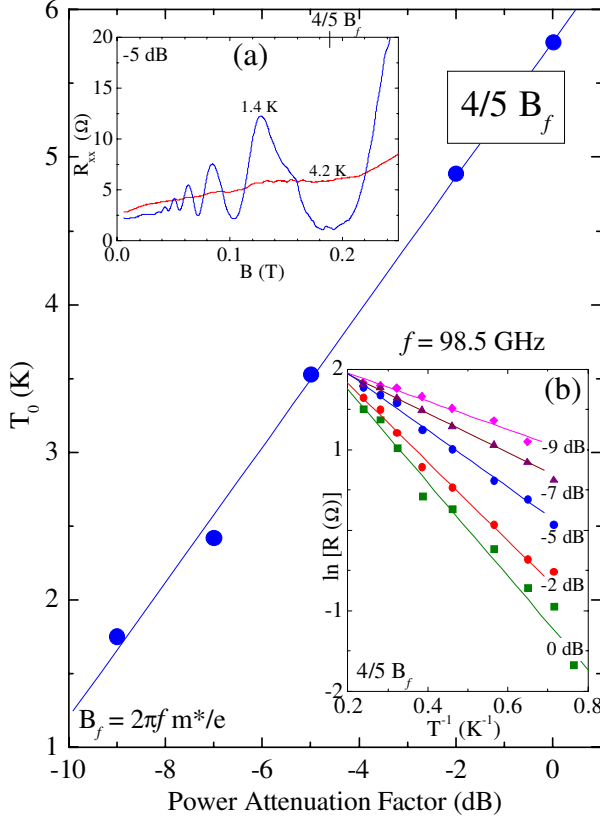 6
5
4
3
2
1
T0 (K)
-10
-8
-6
-4
-2
0
Power Attenuation Factor (dB)
4/5 Bf
4/5 Bf
-5 dB
(a)
20
15
10
5
0
Rxx (Ω)
1.4 K
4.2 K
0.0
0.1
0.2
B (T)
f = 98.5 GHz
(b)
2
1
-1
-2
ln [R (Ω)]
-9 dB
-7 dB
-5 dB
-2 dB
0 dB
4/5 Bf
0.2
0.4
0.6
0.8
T-1 (K-1)
Bf = 2πf m*/e